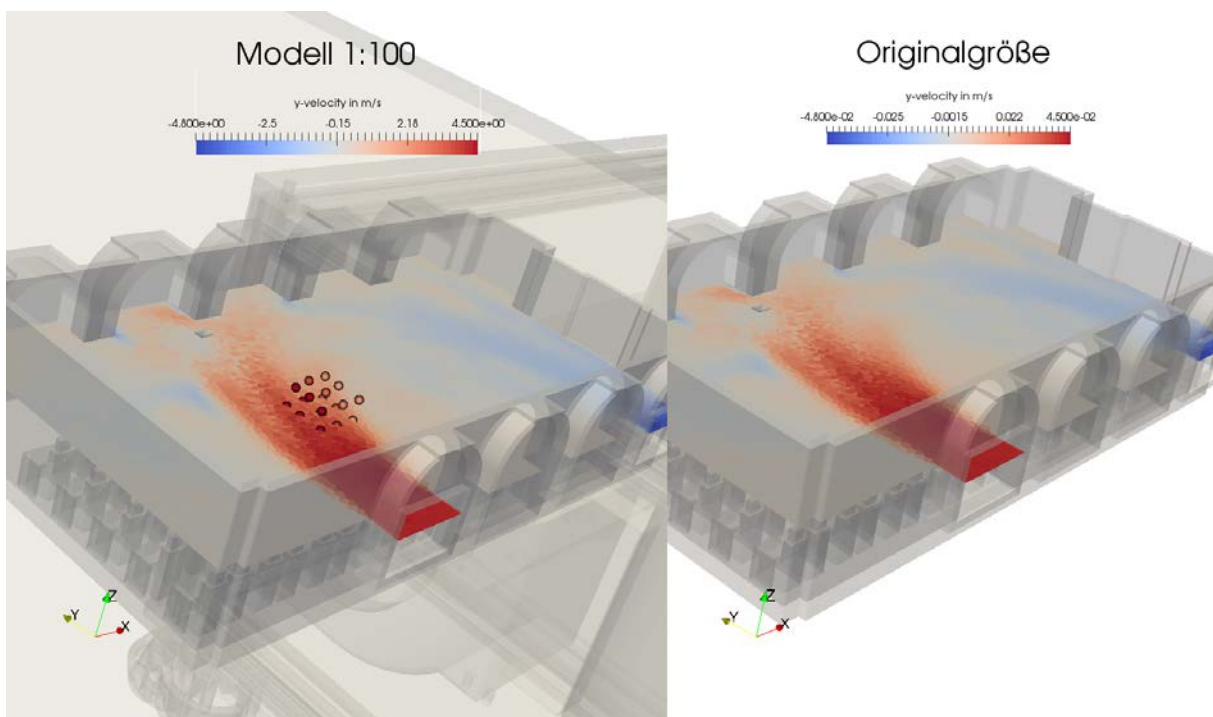 Modell 1:100
y-velocity in m/s
-4.800e+00 -2.5 -0.15 2.18 4.500e+00
Z
Y
X
Originalgröße
y-velocity in m/s
-4.800e-02 -0.025 -0.0015 0.022 4.500e-02
Z
Y
X